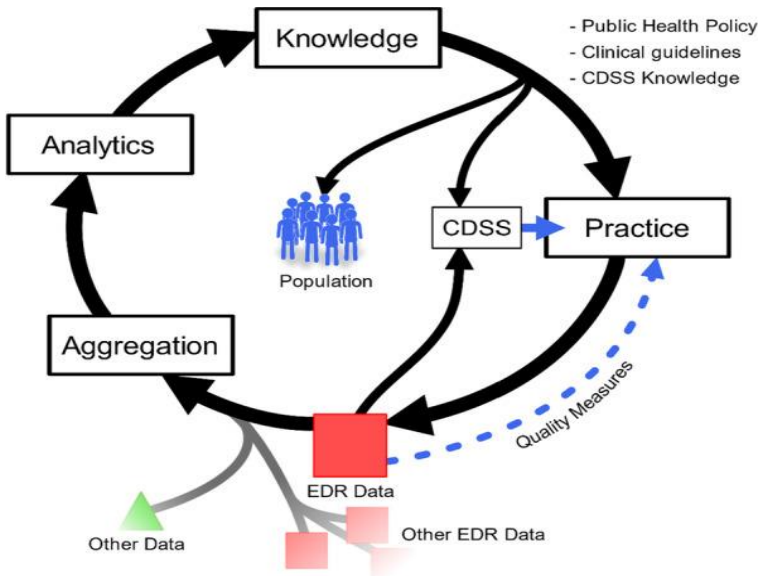 Knowledge
- Public Health Policy
- Clinical guidelines
- CDSS Knowledge
Analytics
CDSS
Practice
Population
Aggregation
Quality Measures
EDR Data
Other Data
Other EDR Data